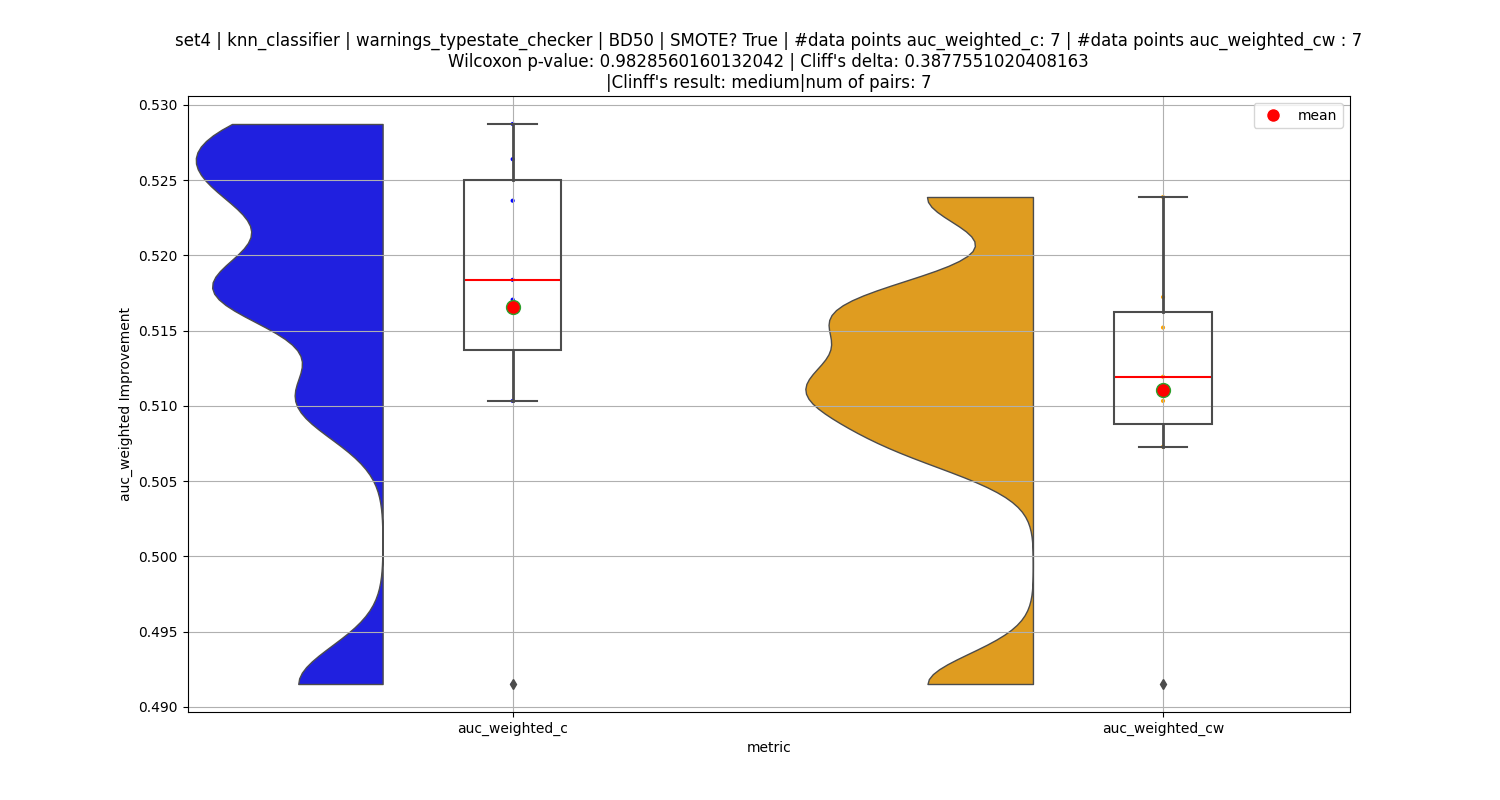 set4 | knn_classifier | warnings_typestate_checker | BD50 | SMOTE? True | #data points auc_weighted_c: 7 | #data points auc_weighted_cw : 7
Wilcoxon p-value: 0.9828560160132042 | Cliff's delta: 0.3877551020408163
|Clinff's result: medium|num of pairs: 7
mean
0.530
0.525
0.520
0.515
0.510
0.505
0.500
0.495
0.490
auc_weighted Improvement
auc_weighted_c
auc_weighted_cw
metric